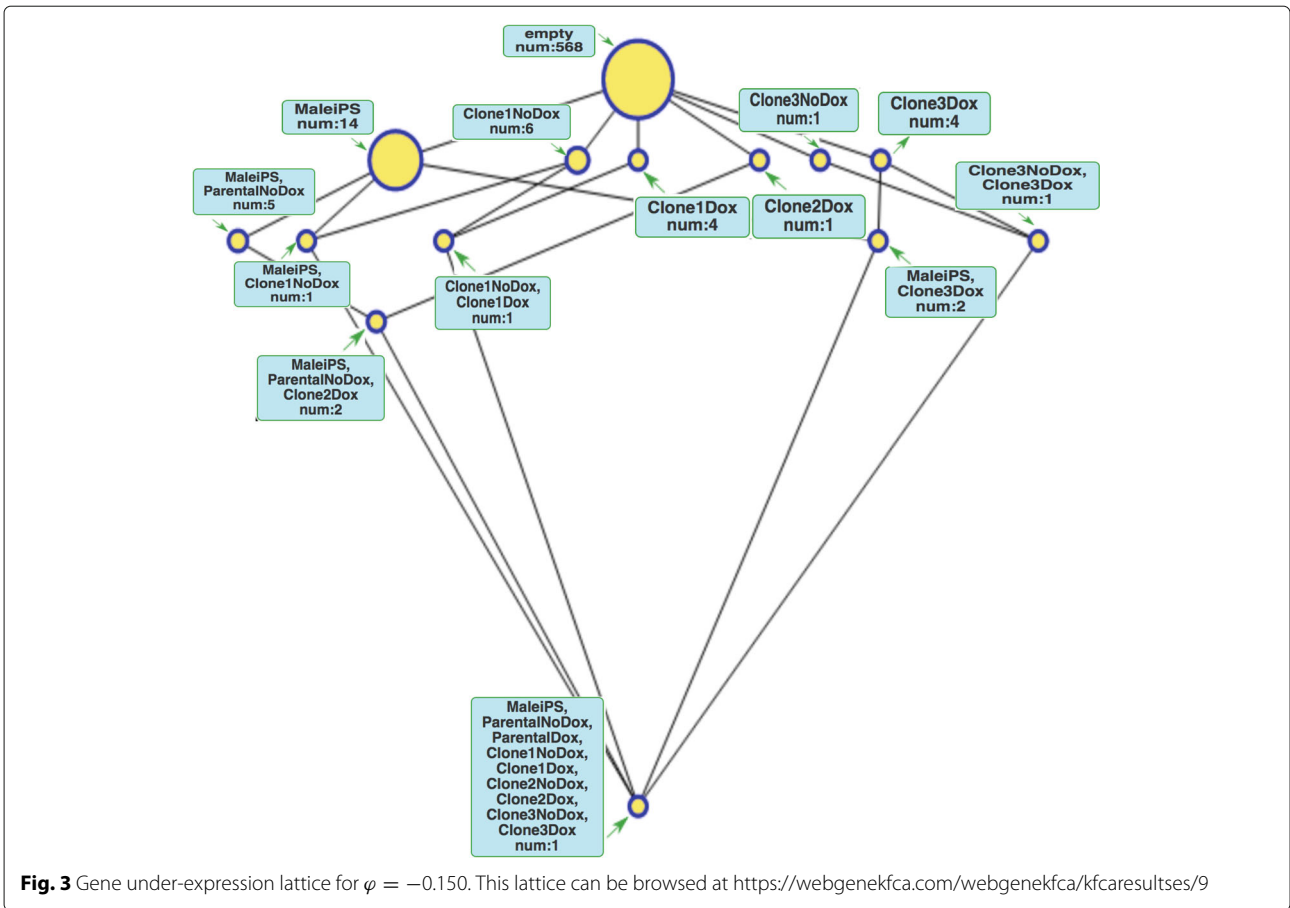 empty
num:568
MaleiPS
num:14
Clone1NoDox
num:6
Clone3NoDox
num:1
Clone3Dox
num:4
MaleiPS,
ParentalNoDox
num:5
Clone3NoDox,
Clone3Dox
num:1
Clone1Dox
num:4
Clone2Dox
num:1
MaleiPS,
Clone1NoDox
num:1
Clone1NoDox,
Clone1Dox
num:1
MaleiPS,
Clone3Dox
num:2
MaleiPS,
ParentalNoDox,
Clone2Dox
num:2
MaleiPS,
ParentalNoDox,
ParentalDox,
Clone1NoDox,
Clone1Dox,
Clone2NoDox,
Clone2Dox,
Clone3NoDox,
Clone3Dox
num:1
Fig. 3 Gene under-expression lattice for φ = −0.150. This lattice can be browsed at https://webgenekfca.com/webgenekfca/kfcaresultses/9